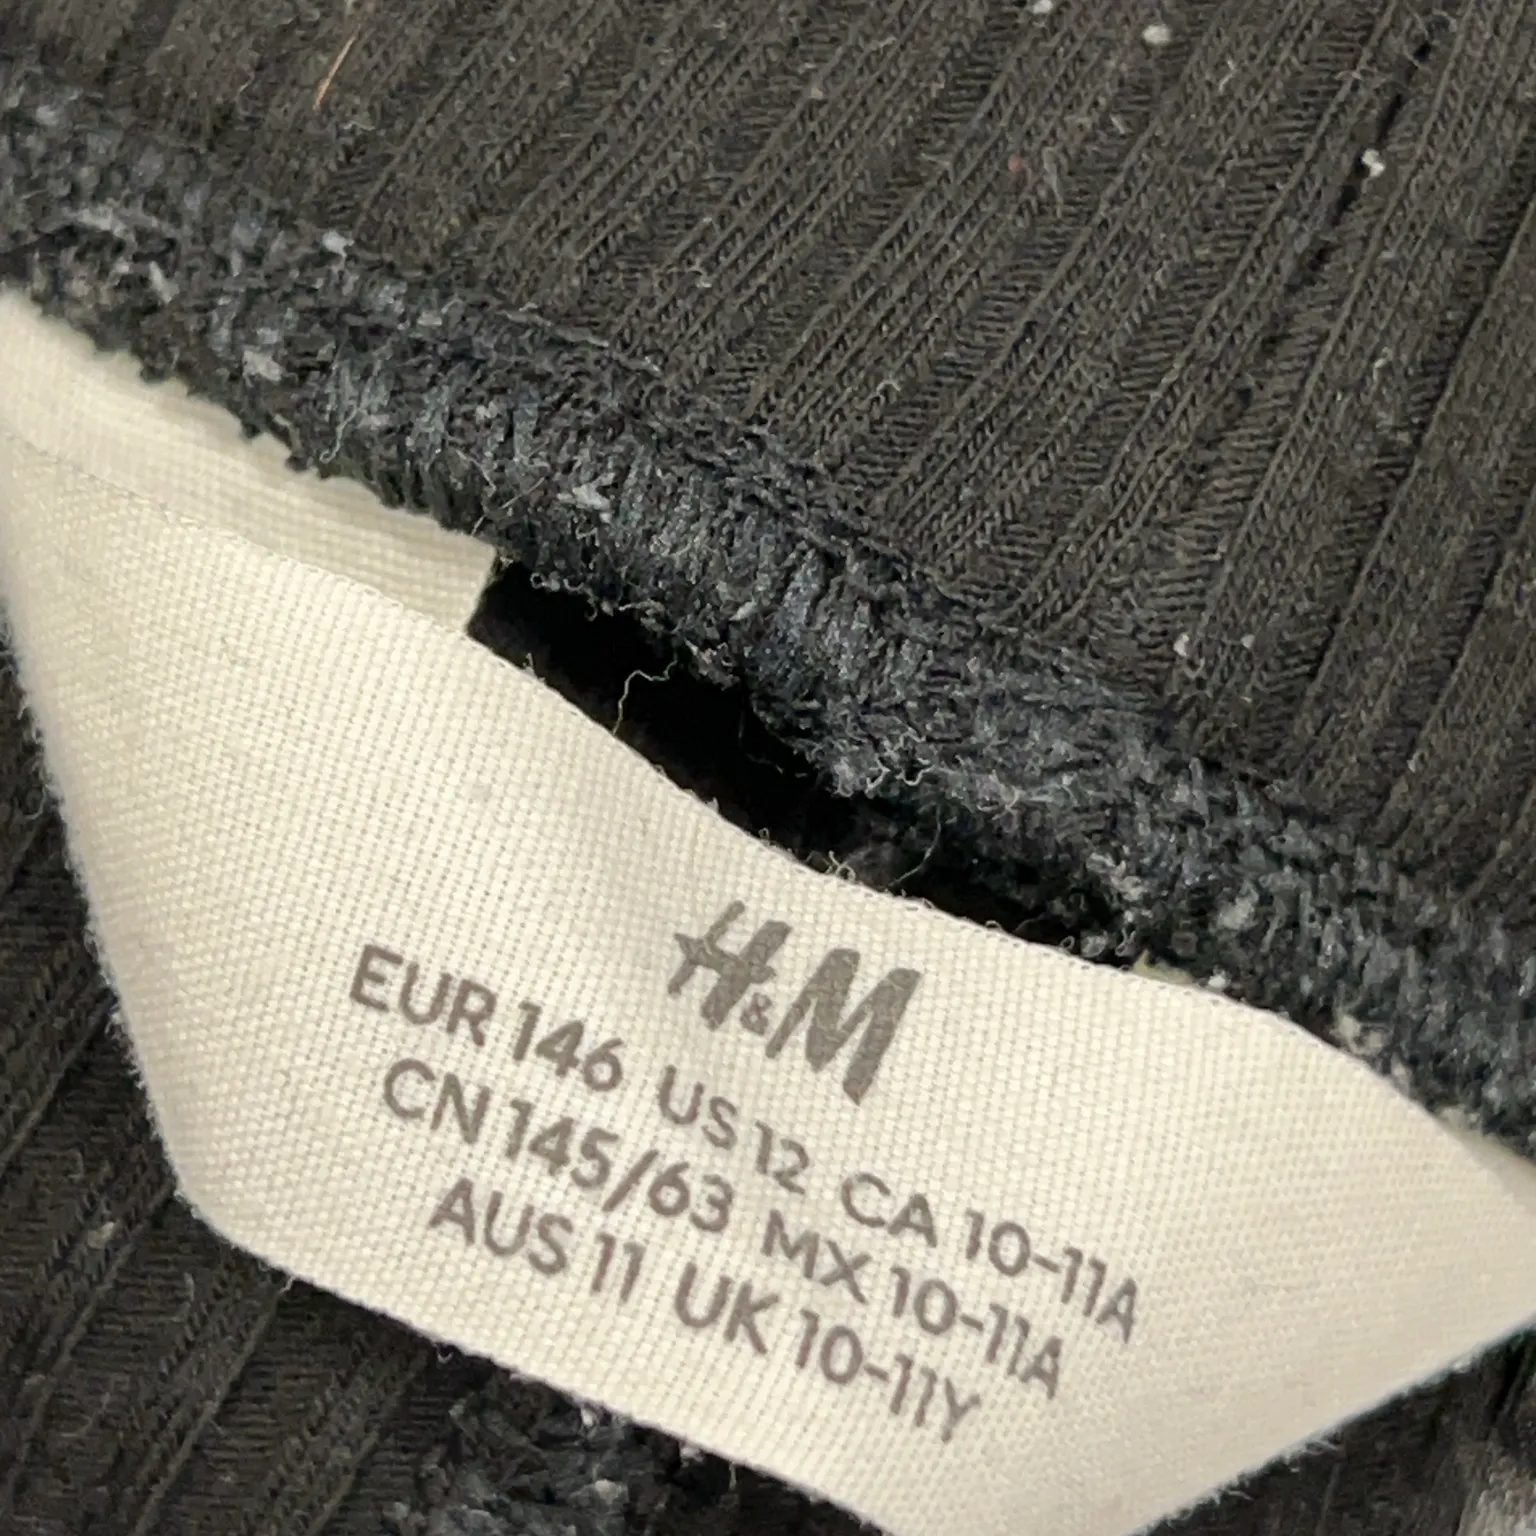 H&M
EUR 146 US 12 CA 10-11A
CN 145/63 MX 10-11A
AUS 11 UK 10-11Y